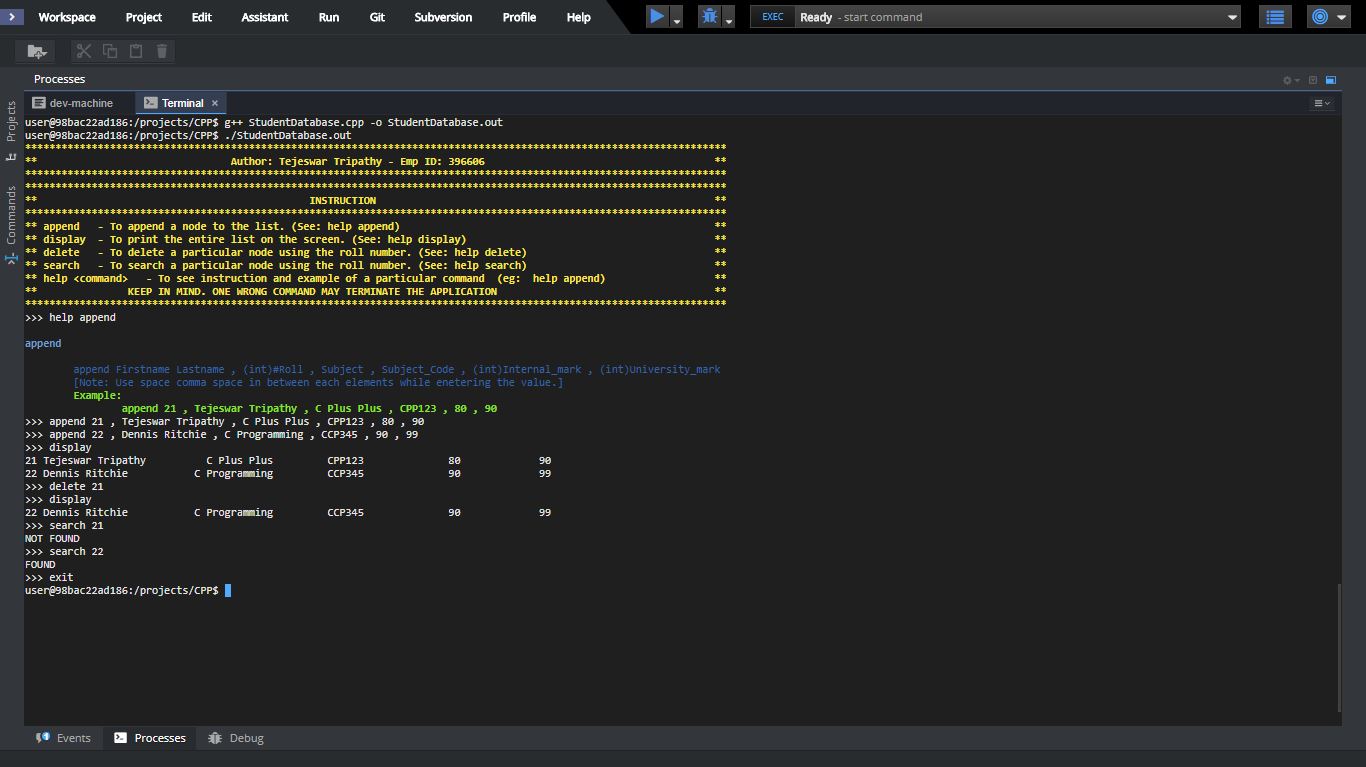 Workspace Project Edit Assistant Run Git Subversion Profile Help EXEC Ready - start command
Processes
Projects
Commands
dev-machine Terminal ×
user@98bac22ad186:/projects/CPP$ g++ StudentDatabase.cpp -o StudentDatabase.out
user@98bac22ad186:/projects/CPP$ ./StudentDatabase.out
********************************************************************************************************************
** Author: Tejeswar Tripathy - Emp ID: 396606 **
********************************************************************************************************************
********************************************************************************************************************
** INSTRUCTION **
********************************************************************************************************************
** append - To append a node to the list. (See: help append) **
** display - To print the entire list on the screen. (See: help display) **
** delete - To delete a particular node using the roll number. (See: help delete) **
** search - To search a particular node using the roll number. (See: help search) **
** help <command> - To see instruction and example of a particular command (eg: help append) **
** KEEP IN MIND. ONE WRONG COMMAND MAY TERMINATE THE APPLICATION **
********************************************************************************************************************
>>> help append
append
append Firstname Lastname , (int)#Roll , Subject , Subject_Code , (int)Internal_mark , (int)University_mark
[Note: Use space comma space in between each elements while enetering the value.]
Example:
append 21 , Tejeswar Tripathy , C Plus Plus , CPP123 , 80 , 90
>>> append 21 , Tejeswar Tripathy , C Plus Plus , CPP123 , 80 , 90
>>> append 22 , Dennis Ritchie , C Programming , CCP345 , 90 , 99
>>> display
21 Tejeswar Tripathy C Plus Plus CPP123 80 90
22 Dennis Ritchie C Programming CCP345 90 99
>>> delete 21
>>> display
22 Dennis Ritchie C Programming CCP345 90 99
>>> search 21
NOT FOUND
>>> search 22
FOUND
>>> exit
user@98bac22ad186:/projects/CPP$
1 Events Processes Debug